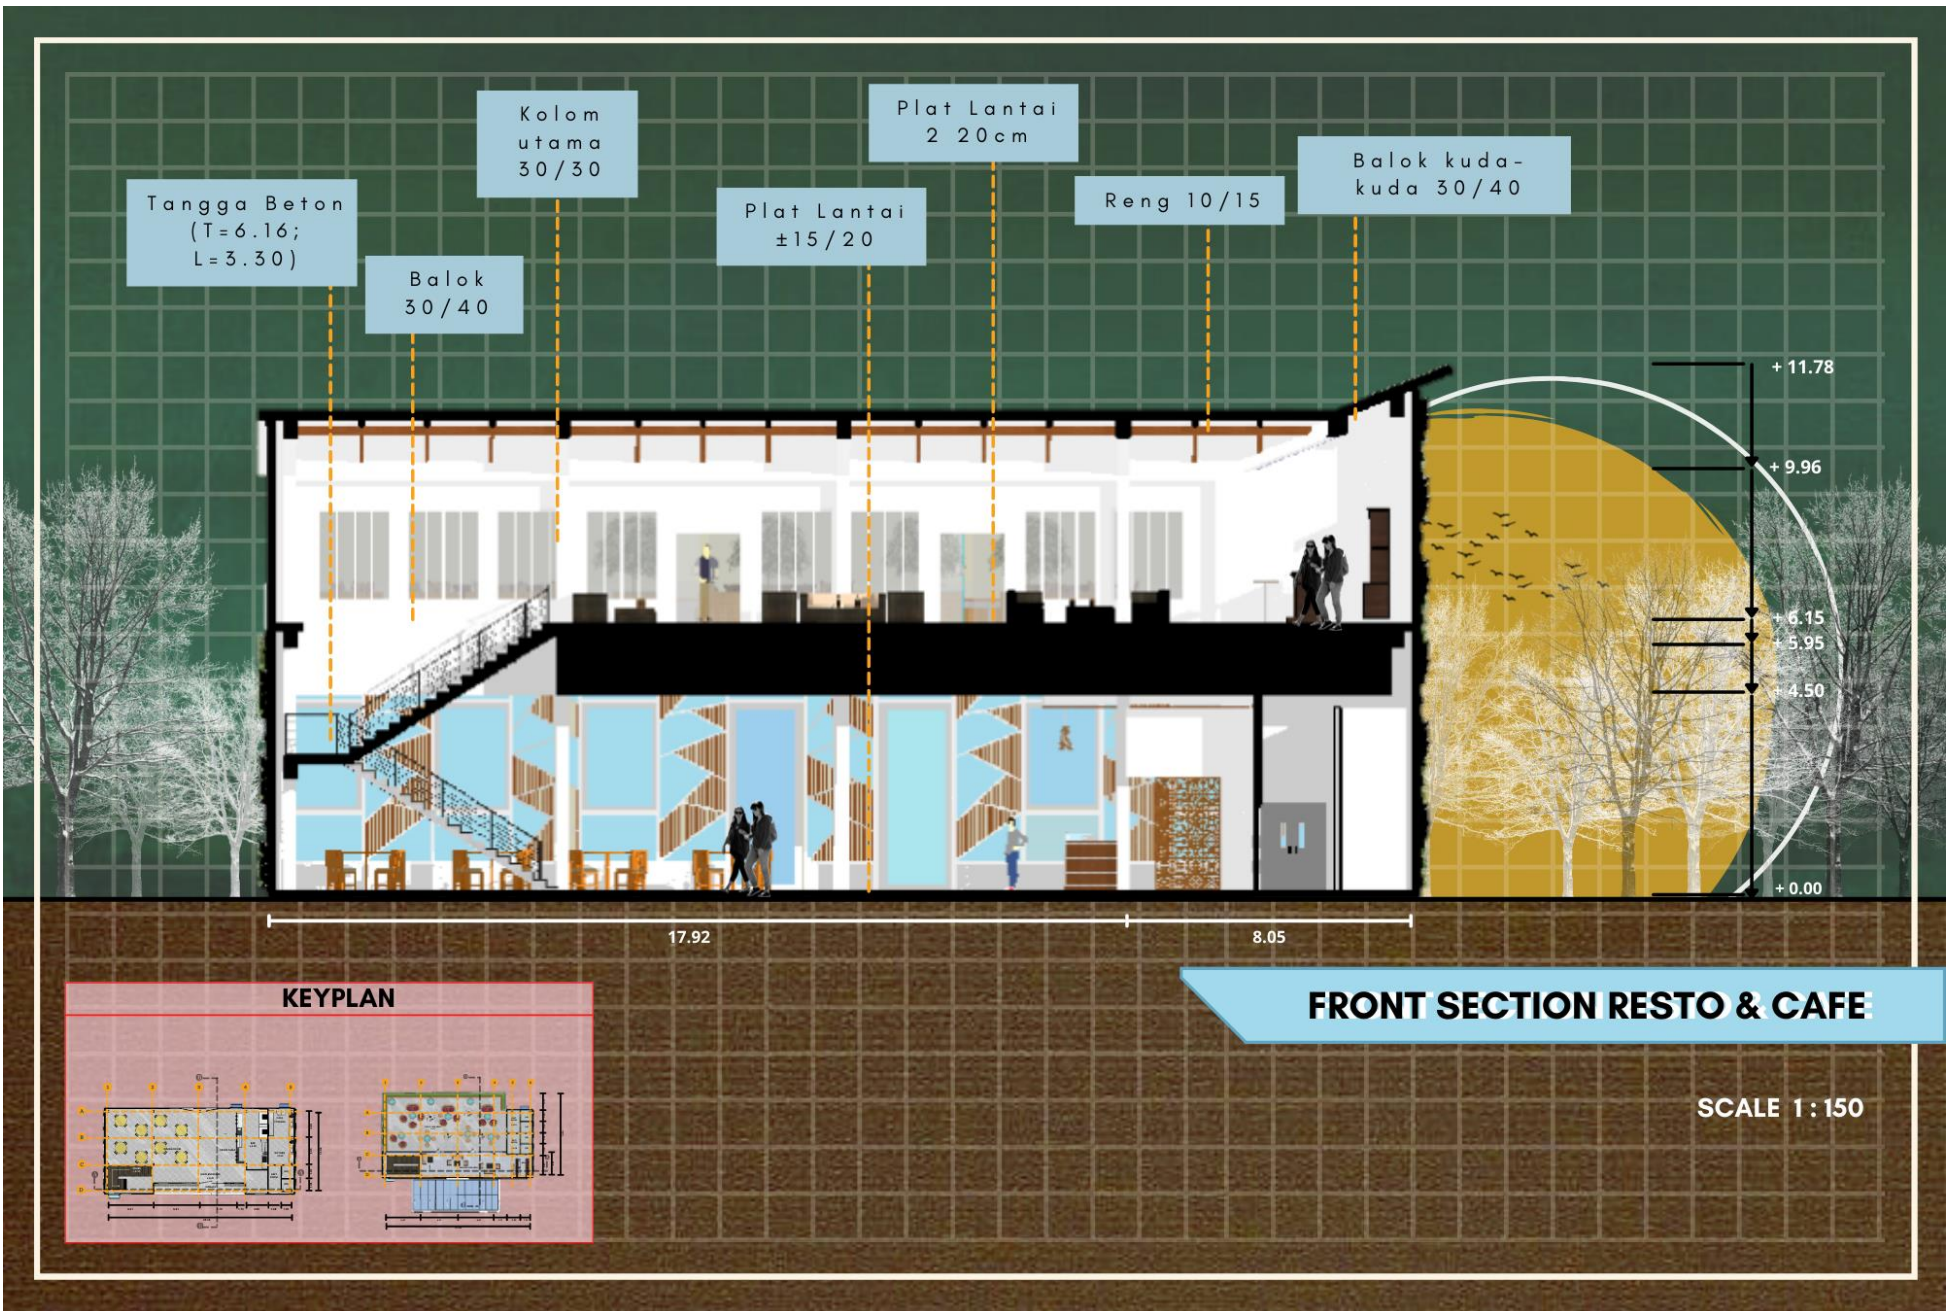 Kolom
utama
30/30
Plat Lantai
2 20cm
Balok kuda-
kuda 30/40
Tangga Beton
(T=6.16;
L=3.30)
Plat Lantai
±15/20
Reng 10/15
Balok
30/40
+ 11.78
+ 9.96
+ 6.15
+ 5.95
+ 4.50
+ 0.00
17.92
8.05
KEYPLAN
FRONT SECTION RESTO & CAFE
SCALE 1 : 150